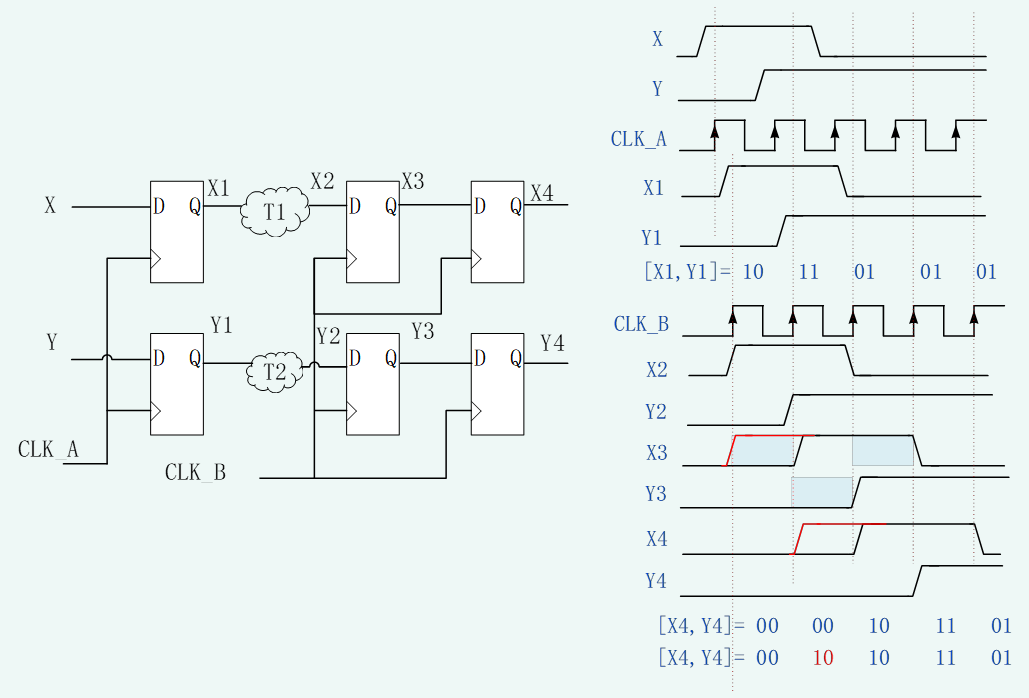 X
X1
T1
X2
D Q
D Q
X3
D Q
X4
Y
Y1
T2
Y2
D Q
D Q
Y3
D Q
Y4
CLK_A
CLK_B
X
Y
CLK_A
X1
Y1
[X1,Y1]= 10 11 01 01 01
CLK_B
X2
Y2
X3
Y3
X4
Y4
[X4,Y4]= 00 00 10 11 01
[X4,Y4]= 00 10 10 11 01